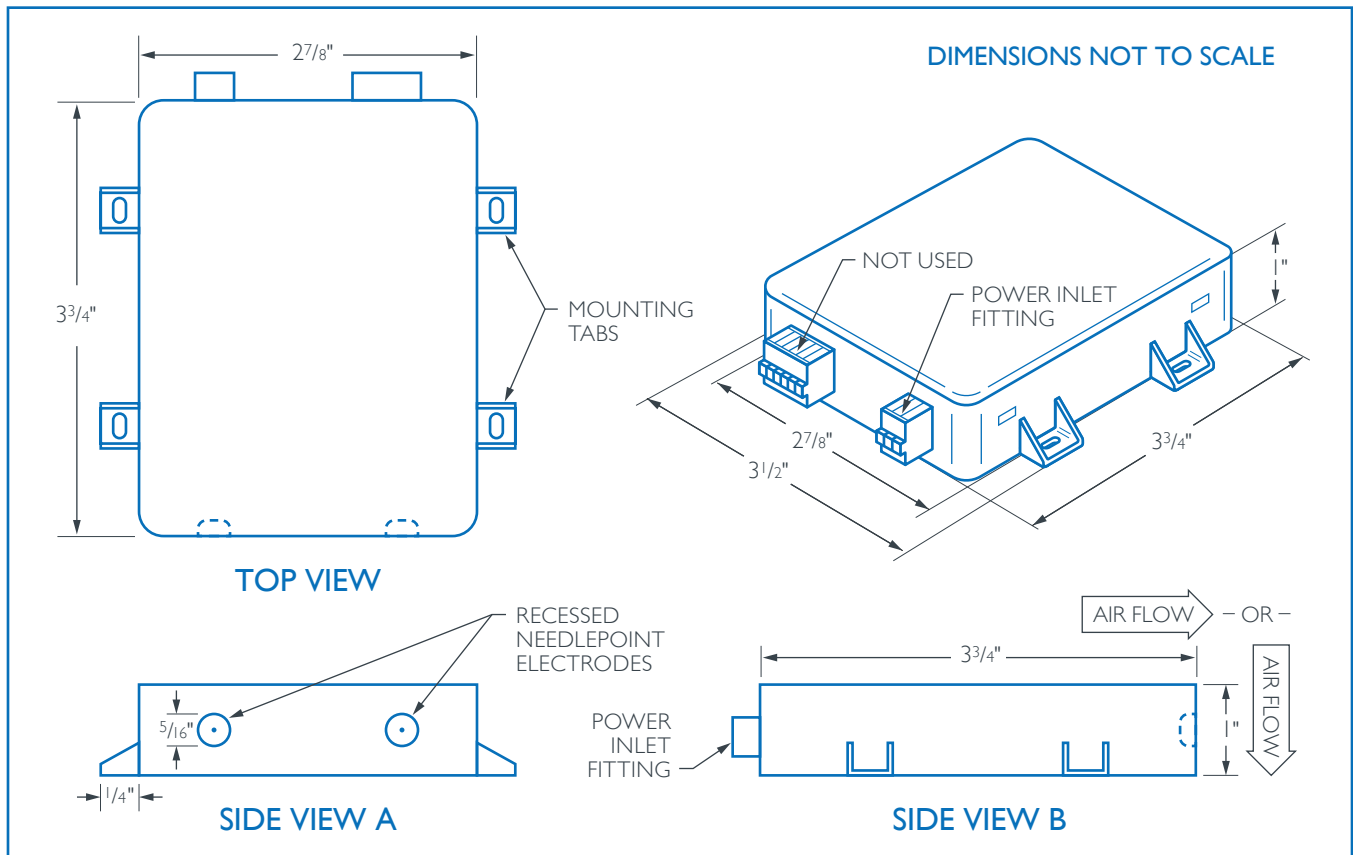 2 7/8"
DIMENSIONS NOT TO SCALE
3 3/4"
MOUNTING
TABS
TOP VIEW
NOT USED
POWER INLET
FITTING
1"
2 7/8"
3 1/2"
3 3/4"
RECESSED
NEEDLEPOINT
ELECTRODES
5/16"
1/4"
SIDE VIEW A
AIR FLOW
– OR –
AIR FLOW
3 3/4"
1"
POWER
INLET
FITTING
SIDE VIEW B